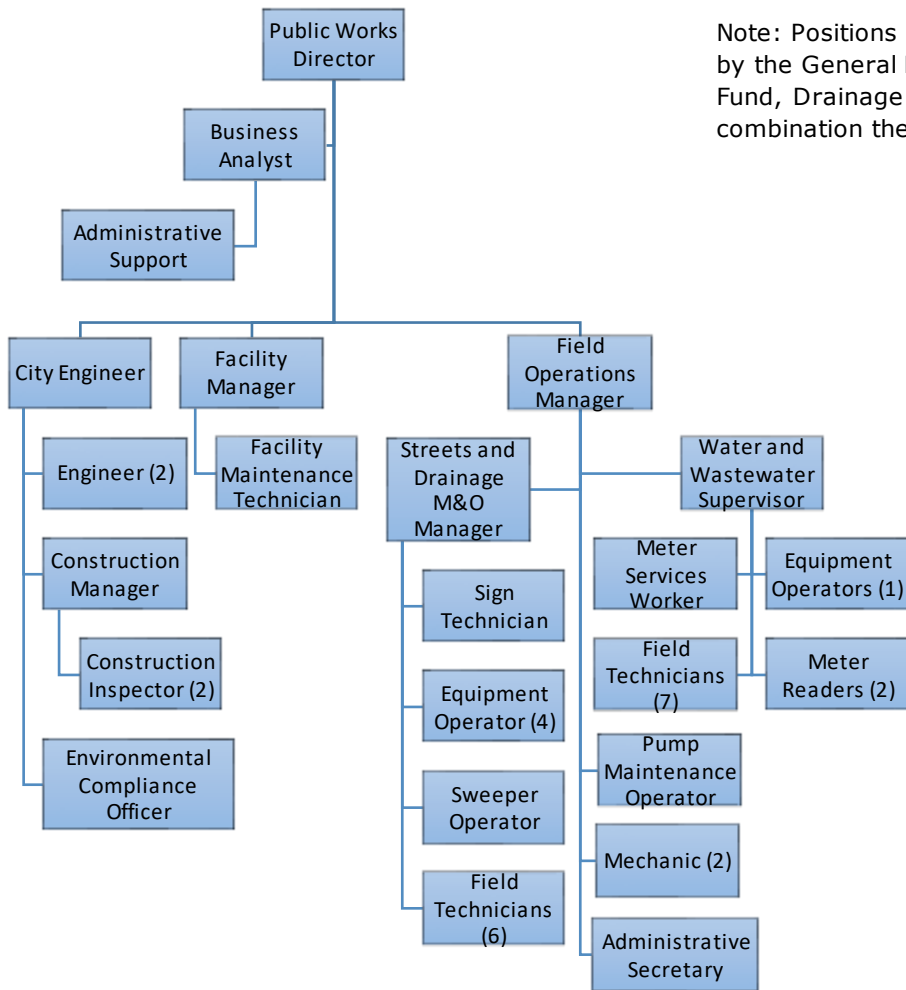 Public Works
Director
Note: Positions
by the General
Fund, Drainage
combination the
Business
Analyst
Administrative
Support
City Engineer
Facility
Manager
Field
Operations
Manager
Engineer (2)
Facility
Maintenance
Technician
Streets and
Drainage
M&O
Manager
Water and
Wastewater
Supervisor
Construction
Manager
Meter
Services
Worker
Equipment
Operators (1)
Sign
Technician
Construction
Inspector (2)
Field
Technicians
(7)
Meter
Readers (2)
Equipment
Operator (4)
Environmental
Compliance
Officer
Pump
Maintenance
Operator
Sweeper
Operator
Mechanic (2)
Field
Technicians
(6)
Administrative
Secretary